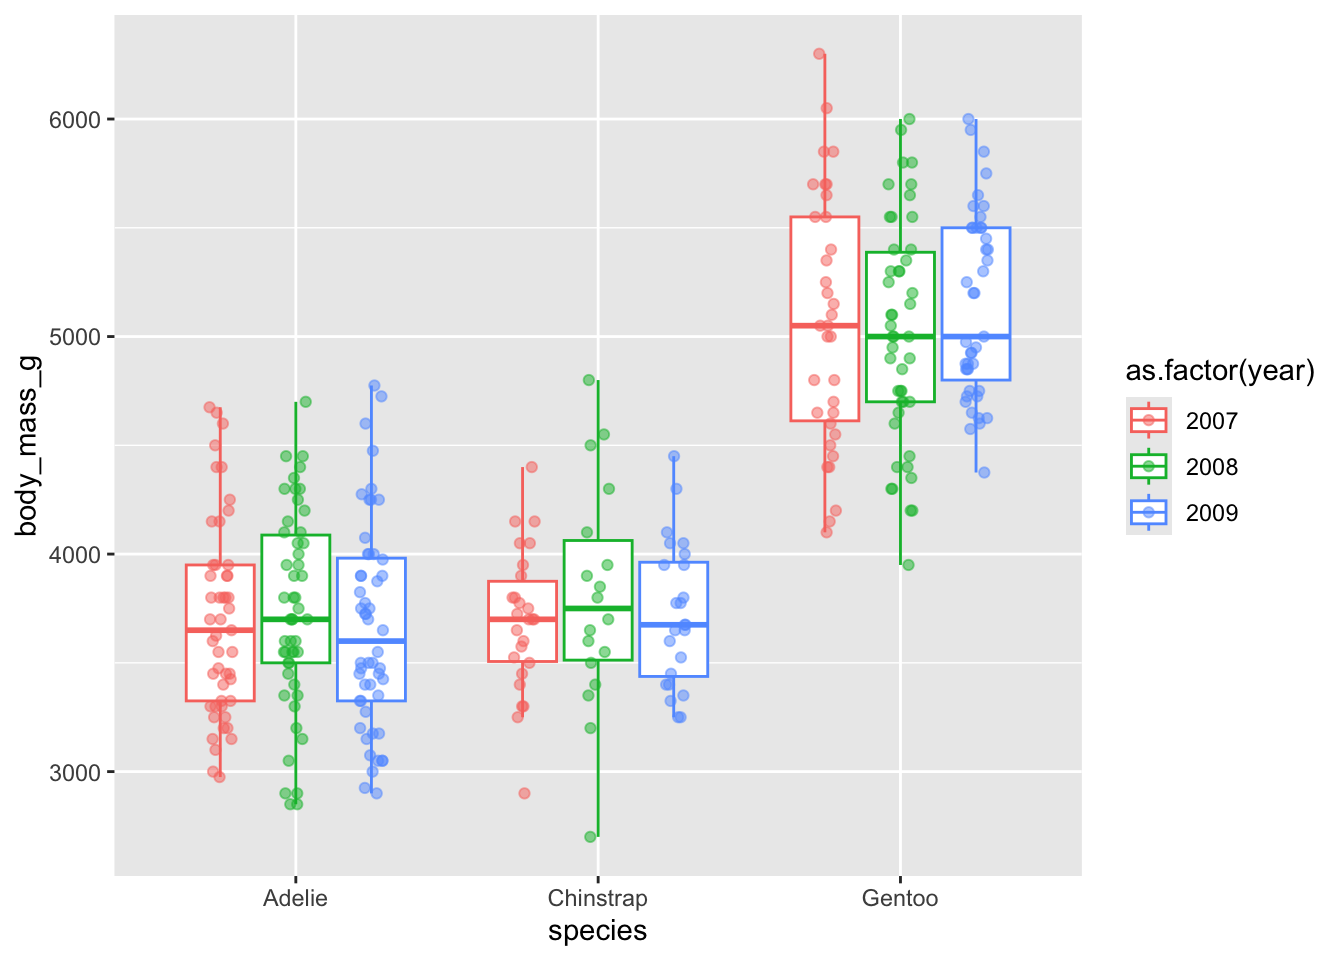 6000
5000
4000
3000
body_mass_g
Adelie
Chinstrap
Gentoo
species
as.factor(year)
2007
2008
2009